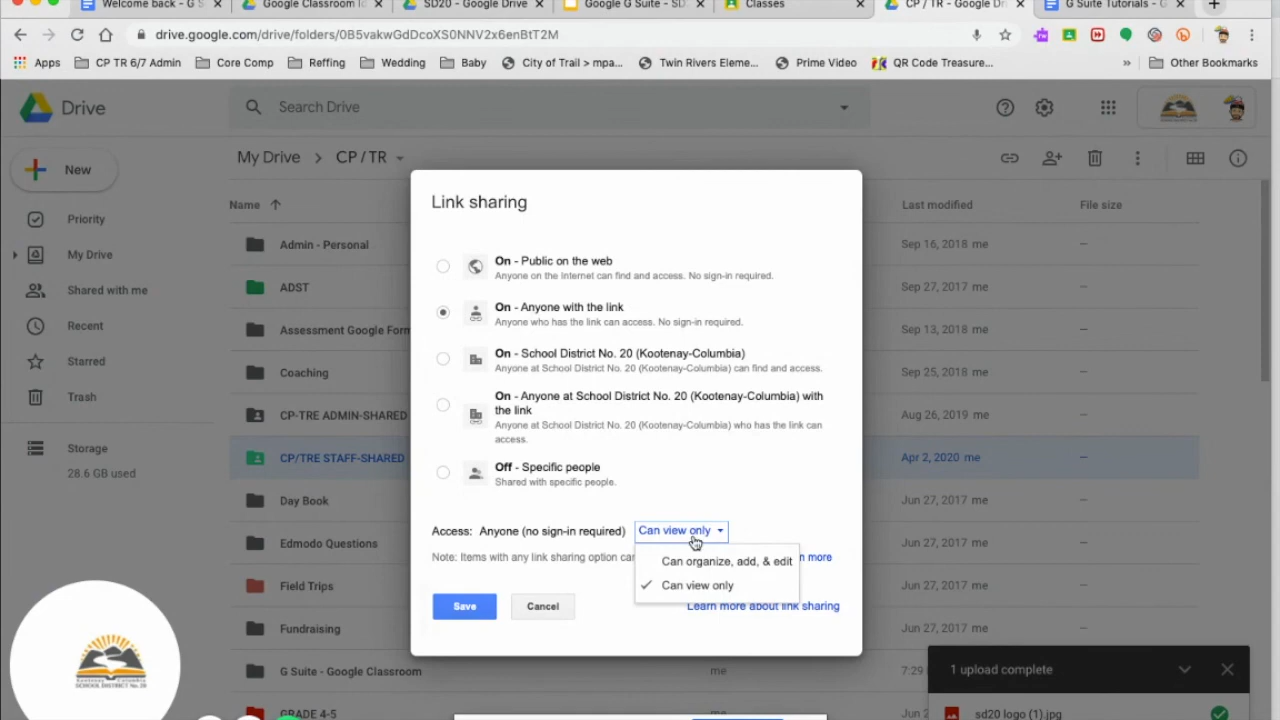 Welcome back - G S
Google Classroom I
SD20 - Google Drive
Google G Suite - SD
Classes
CP / TR - Google Dr
G Suite Tutorials - G
drive.google.com/drive/folders/0B5vakwGdDcoXS0NNV2x6enBtT2M
Apps
CP TR 6/7 Admin
Core Comp
Reffing
Wedding
Baby
City of Trail > mpa...
Twin Rivers Eleme...
Prime Video
QR Code Treasure...
»
Other Bookmarks
Drive
Search Drive
My Drive > CP / TR
New
Priority
My Drive
Shared with me
Recent
Starred
Trash
Storage
28.6 GB used
Name
Last modified
File size
Admin - Personal
Sep 16, 2018 me
–
ADST
Sep 27, 2017 me
–
Assessment Google Form
Sep 13, 2018 me
–
Coaching
Sep 25, 2018 me
–
CP-TRE ADMIN-SHARED
Aug 26, 2019 me
–
CP/TRE STAFF-SHARED
Apr 2, 2020 me
–
Day Book
Jun 27, 2017 me
–
Edmodo Questions
Jun 27, 2017 me
–
Field Trips
Jun 27, 2017 me
–
Fundraising
Jun 27, 2017 me
–
G Suite - Google Classroom
me
7:29
GRADE 4-5
me
Link sharing
On - Public on the web
Anyone on the Internet can find and access. No sign-in required.
On - Anyone with the link
Anyone who has the link can access. No sign-in required.
On - School District No. 20 (Kootenay-Columbia)
Anyone at School District No. 20 (Kootenay-Columbia) can find and access.
On - Anyone at School District No. 20 (Kootenay-Columbia) with
the link
Anyone at School District No. 20 (Kootenay-Columbia) who has the link can
access.
Off - Specific people
Shared with specific people.
Access: Anyone (no sign-in required) Can view only
Note: Items with any link sharing option
Can organize, add, & edit
Can view only
more
Save
Cancel
Learn more about link sharing
1 upload complete
sd20 logo (1).jpg
Kootenay-Columbia
SCHOOL DISTRICT No. 20